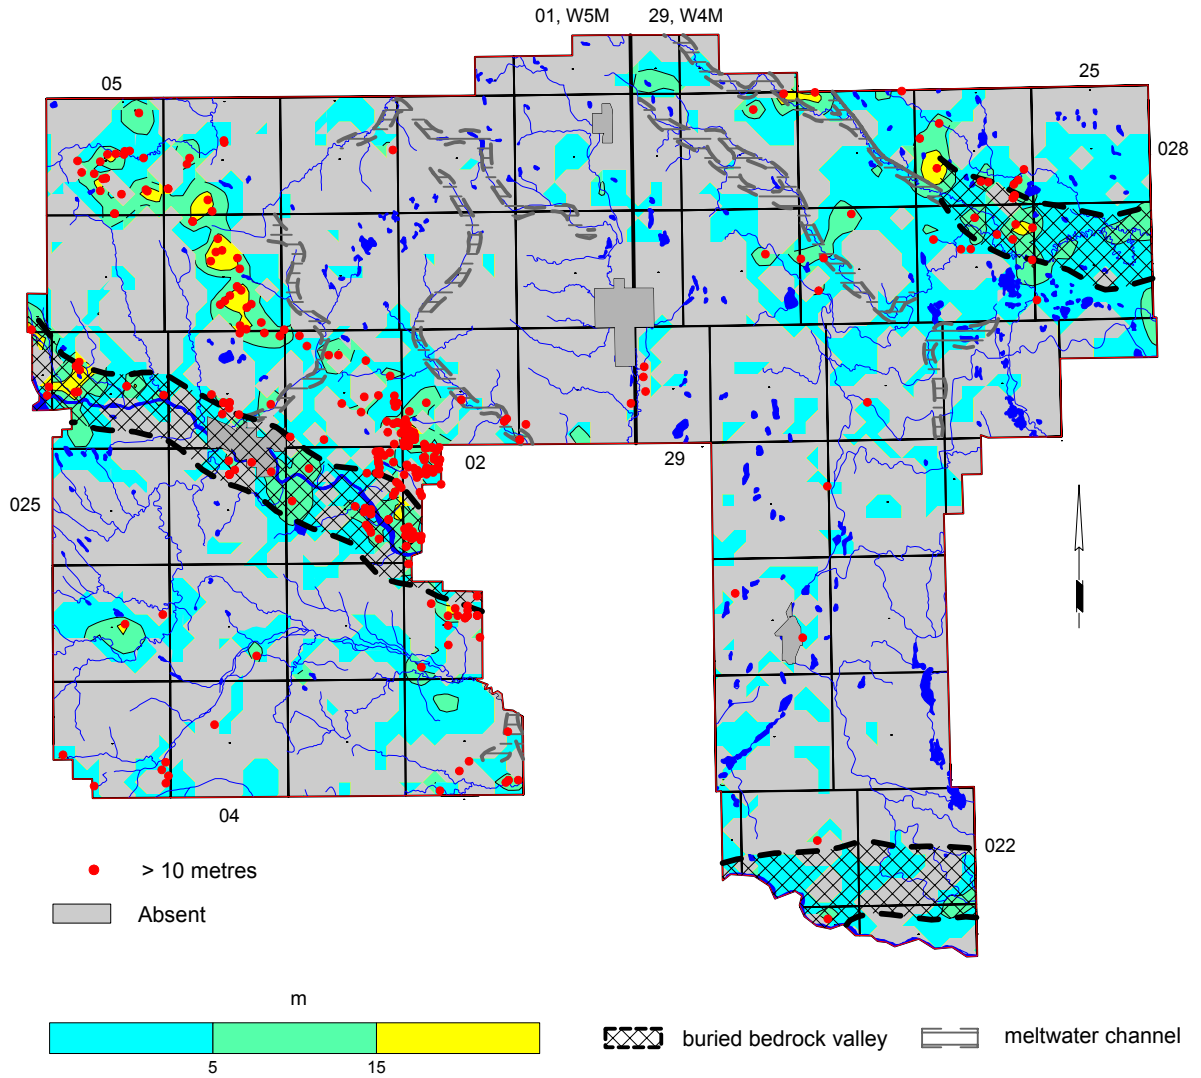 01, W5M
29, W4M
05
25
028
02
29
025
04
022
> 10 metres
Absent
m
5
15
buried bedrock valley
meltwater channel